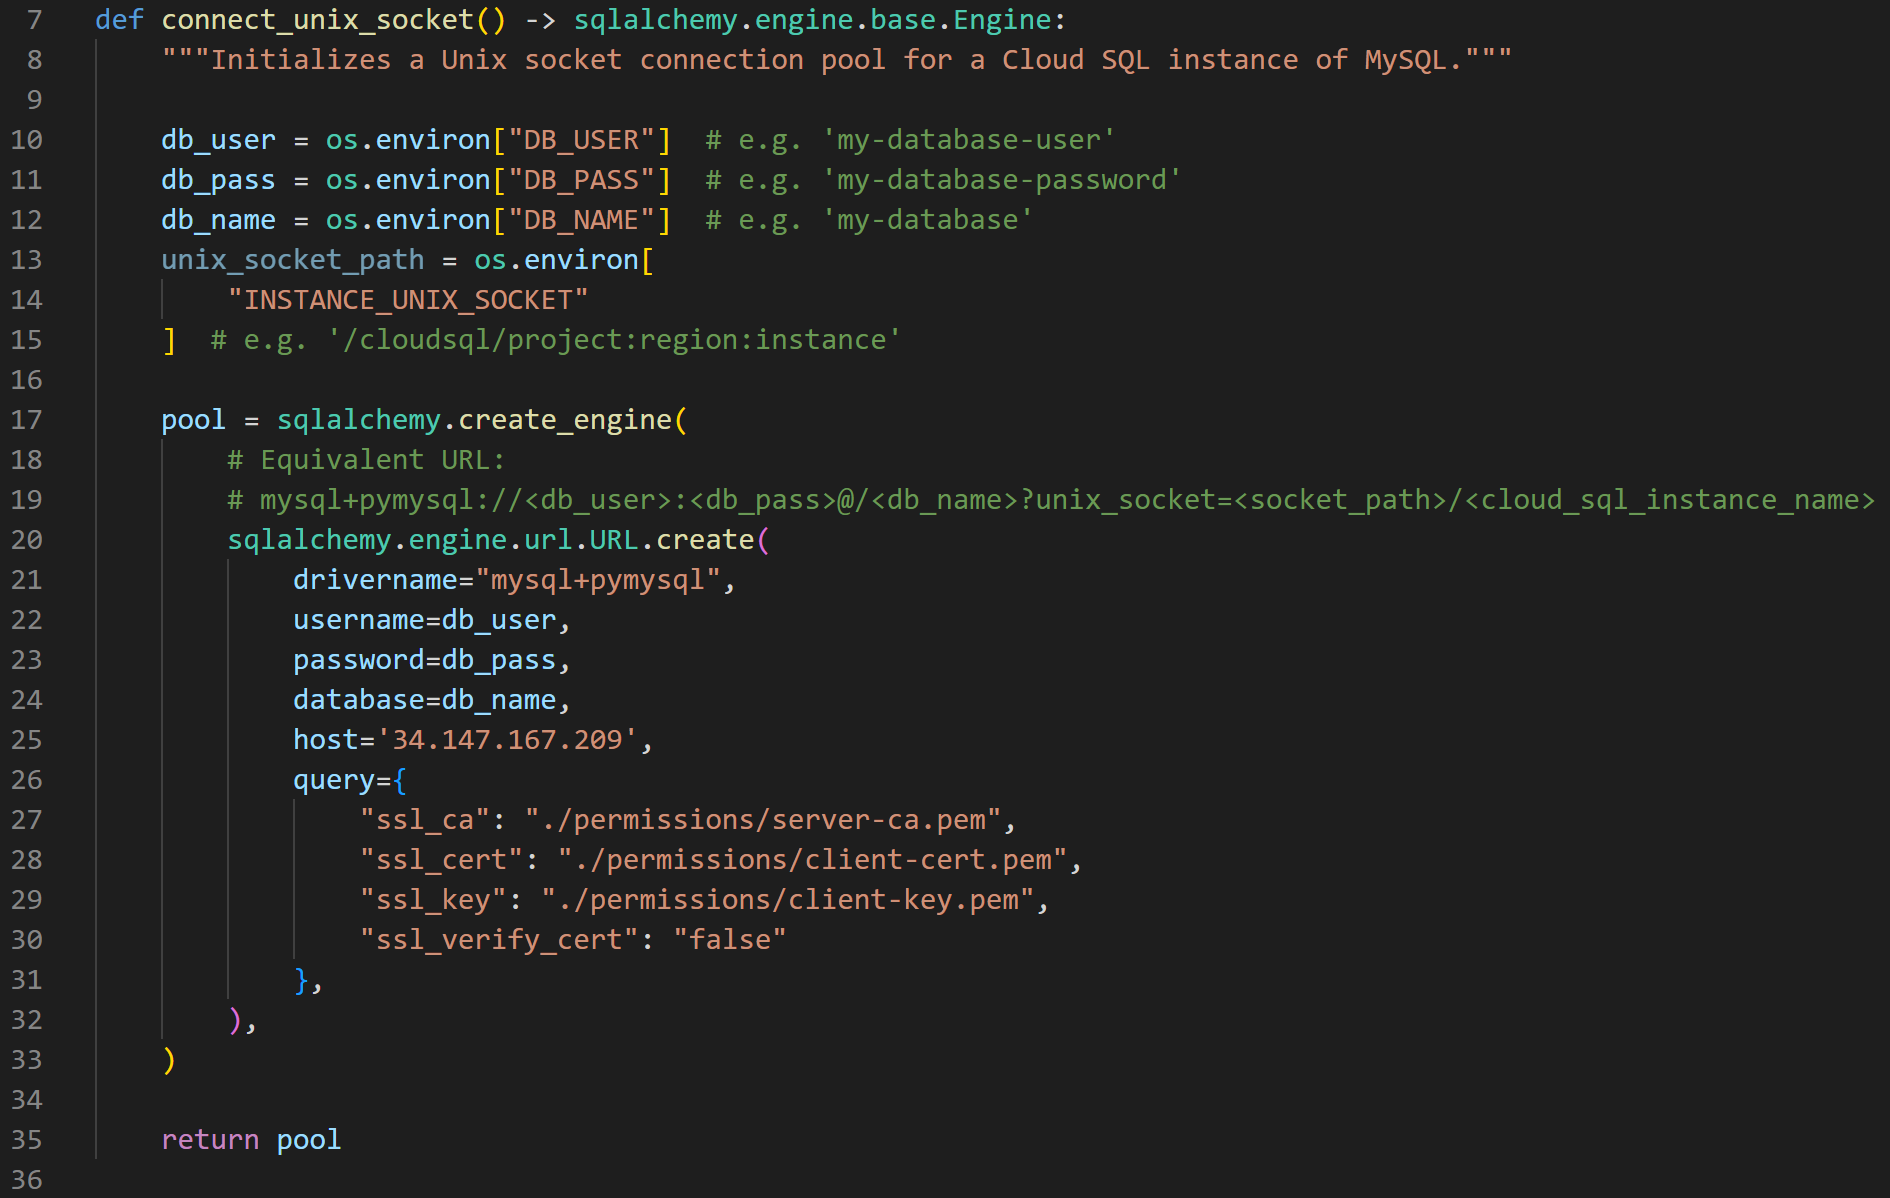 7 def connect_unix_socket() -> sqlalchemy.engine.base.Engine:
8 """Initializes a Unix socket connection pool for a Cloud SQL instance of MySQL."""
9
10 db_user = os.environ["DB_USER"]  # e.g. 'my-database-user'
11 db_pass = os.environ["DB_PASS"]  # e.g. 'my-database-password'
12 db_name = os.environ["DB_NAME"]  # e.g. 'my-database'
13 unix_socket_path = os.environ[
14 "INSTANCE_UNIX_SOCKET"
15 ]  # e.g. '/cloudsql/project:region:instance'
16
17 pool = sqlalchemy.create_engine(
18 # Equivalent URL:
19 # mysql+pymysql://<db_user>:<db_pass>@/<db_name>?unix_socket=<socket_path>/<cloud_sql_instance_name>
20 sqlalchemy.engine.url.URL.create(
21 drivername="mysql+pymysql",
22 username=db_user,
23 password=db_pass,
24 database=db_name,
25 host='34.147.167.209',
26 query={
27 "ssl_ca": "./permissions/server-ca.pem",
28 "ssl_cert": "./permissions/client-cert.pem",
29 "ssl_key": "./permissions/client-key.pem",
30 "ssl_verify_cert": "false"
31 },
32 ),
33 )
34
35 return pool
36